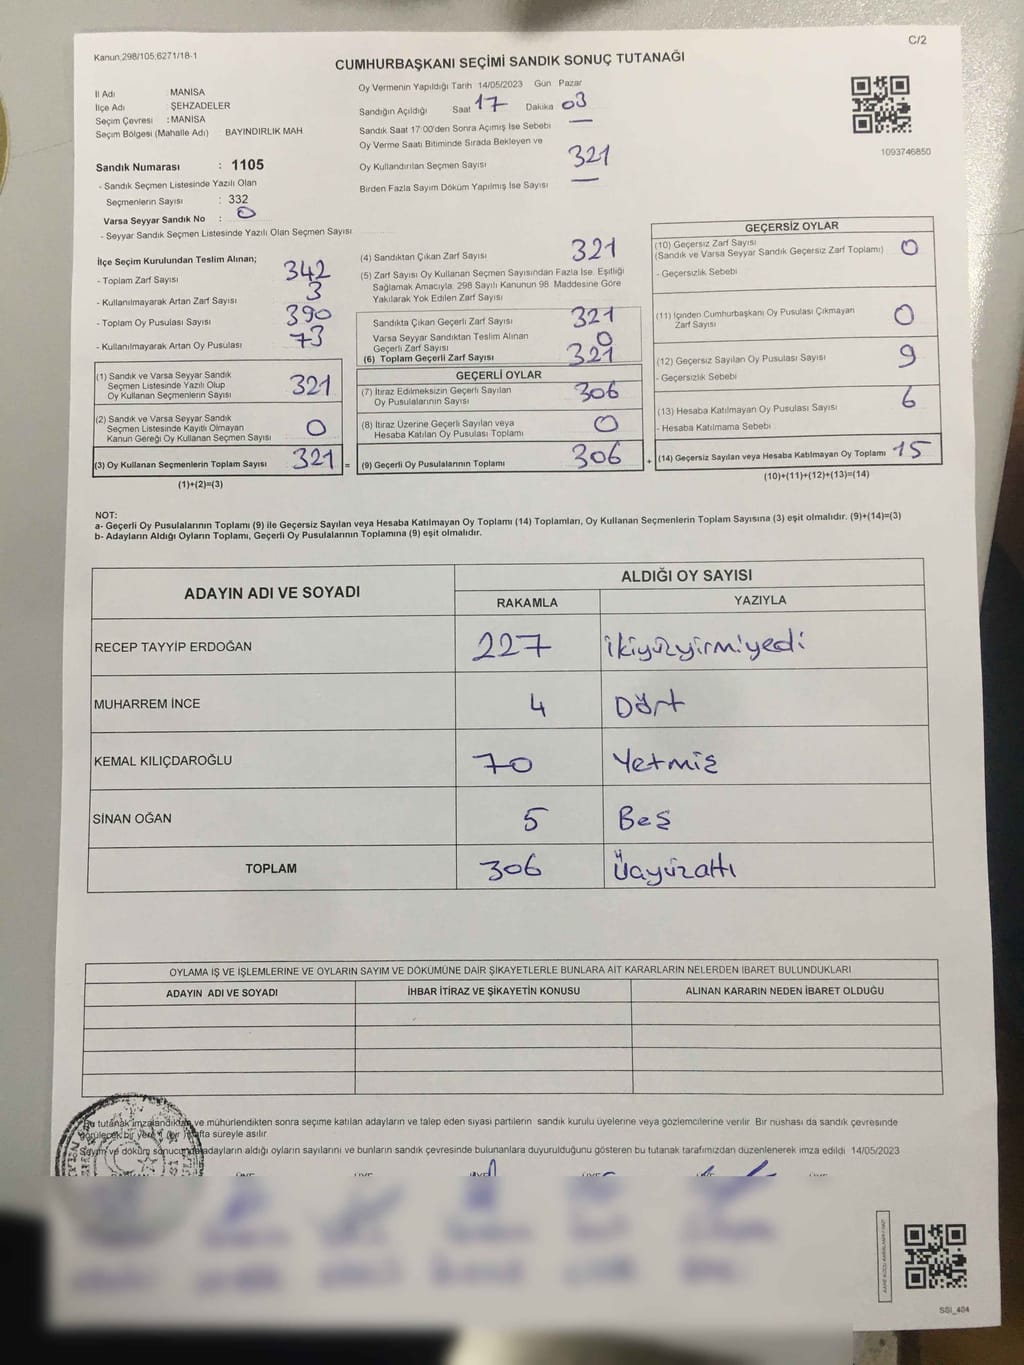 Kanun;298/105;6271/18-1
C/2
CUMHURBAŞKANI SEÇİMİ SANDIK SONUÇ TUTANAĞI
İl Adı MANİSA
İlçe Adı ŞEHZADELER
Seçim Çevresi : MANİSA
Seçim Bölgesi (Mahalle Adı) BAYINDIRLIK MAH
Sandık Numarası : 1105
- Sandık Seçmen Listesinde Yazılı Olan
Seçmenlerin Sayısı : 332
Varsa Seyyar Sandık No : 0
- Seyyar Sandık Seçmen Listesinde Yazılı Olan Seçmen Sayısı
Oy Vermenin Yapıldığı Tarih 14/05/2023 Gün Pazar
Sandığın Açıldığı Saat 17 Dakika 03
Sandık Saat 17:00'den Sonra Açımış İse Sebebi —
Oy Verme Saati Bitiminde Sırada Bekleyen ve
Oy Kullandırılan Seçmen Sayısı 321
Birden Fazla Sayım Döküm Yapılmış İse Sayısı —
1093746850
İlçe Seçim Kurulundan Teslim Alınan;
- Toplam Zarf Sayısı 342
- Kullanılmayarak Artan Zarf Sayısı 3
- Toplam Oy Pusulası Sayısı 390
- Kullanılmayarak Artan Oy Pusulası 73
(1) Sandık ve Varsa Seyyar Sandık
Seçmen Listesinde Yazılı Olup
Oy Kullanan Seçmenlerin Sayısı 321
(2) Sandık ve Varsa Seyyar Sandık
Seçmen Listesinde Kayıtlı Olmayan
Kanun Gereği Oy Kullanan Seçmen Sayısı 0
(3) Oy Kullanan Seçmenlerin Toplam Sayısı 321 =
(1)+(2)=(3)
(4) Sandıktan Çıkan Zarf Sayısı 321
(5) Zarf Sayısı Oy Kullanan Seçmen Sayısından Fazla İse, Eşitliği
Sağlamak Amacıyla, 298 Sayılı Kanunun 98. Maddesine Göre
Yakılarak Yok Edilen Zarf Sayısı
Sandıkta Çıkan Geçerli Zarf Sayısı 321
Varsa Seyyar Sandıktan Teslim Alınan
Geçerli Zarf Sayısı 0
(6) Toplam Geçerli Zarf Sayısı 321
GEÇERLİ OYLAR
(7) İtiraz Edilmeksizin Geçerli Sayılan
Oy Pusulalarının Sayısı 306
(8) İtiraz Üzerine Geçerli Sayılan veya
Hesaba Katılan Oy Pusulası Toplamı 0
(9) Geçerli Oy Pusulalarının Toplamı 306 +
GEÇERSİZ OYLAR
(10) Geçersiz Zarf Sayısı
(Sandık ve Varsa Seyyar Sandık Geçersiz Zarf Toplamı) 0
- Geçersizlik Sebebi
(11) İçinden Cumhurbaşkanı Oy Pusulası Çıkmayan
Zarf Sayısı 0
(12) Geçersiz Sayılan Oy Pusulası Sayısı 9
- Geçersizlik Sebebi
(13) Hesaba Katılmayan Oy Pusulası Sayısı 6
- Hesaba Katılmama Sebebi
(14) Geçersiz Sayılan veya Hesaba Katılmayan Oy Toplamı 15
(10)+(11)+(12)+(13)=(14)
NOT:
a- Geçerli Oy Pusulalarının Toplamı (9) ile Geçersiz Sayılan veya Hesaba Katılmayan Oy Toplamı (14) Toplamları, Oy Kullanan Seçmenlerin Toplam Sayısına (3) eşit olmalıdır. (9)+(14)=(3)
b- Adayların Aldığı Oyların Toplamı, Geçerli Oy Pusulalarının Toplamına (9) eşit olmalıdır.
ADAYIN ADI VE SOYADI
ALDIĞI OY SAYISI
RAKAMLA YAZIYLA
RECEP TAYYİP ERDOĞAN 227 ikiyüzyirmiyedi
MUHARREM İNCE 4 Dört
KEMAL KILIÇDAROĞLU 70 Yetmiş
SİNAN OĞAN 5 Beş
TOPLAM 306 Üçyüzaltı
OYLAMA İŞ VE İŞLEMLERİNE VE OYLARIN SAYIM VE DÖKÜMÜNE DAİR ŞİKAYETLERLE BUNLARA AİT KARARLARIN NELERDEN İBARET BULUNDUKLARI
ADAYIN ADI VE SOYADI İHBAR İTİRAZ VE ŞİKAYETİN KONUSU ALINAN KARARIN NEDEN İBARET OLDUĞU
Bu tutanak imzalandıktan ve mühürlendikten sonra seçime katılan adayların ve talep eden siyasi partilerin sandık kurulu üyelerine veya gözlemcilerine verilir. Bir nüshası da sandık çevresinde
görülecek bir yere 1 (bir) hafta süreyle asılır
Sayım ve döküm sonucunda adayların aldığı oyların sayılarını ve bunların sandık çevresinde bulunanlara duyurulduğunu gösteren bu tutanak tarafımızdan düzenlenerek imza edildi 14/05/2023
SSİ_404